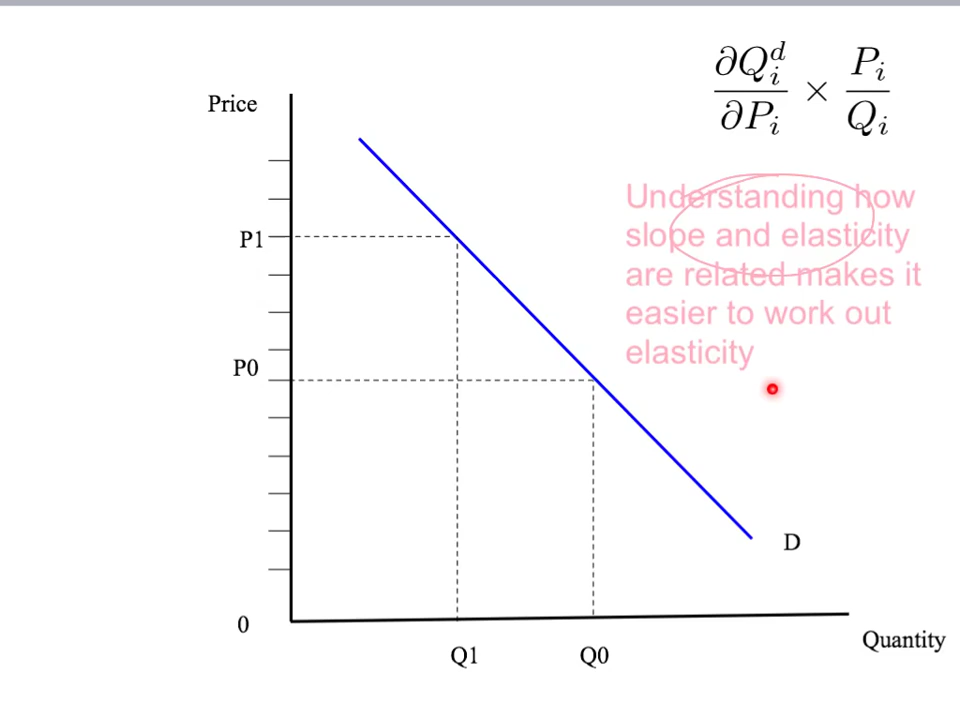 ∂Q_i^d / ∂P_i × P_i / Q_i
Price
Understanding how
slope and elasticity
are related makes it
easier to work out
elasticity
P1
P0
D
0
Quantity
Q1 Q0